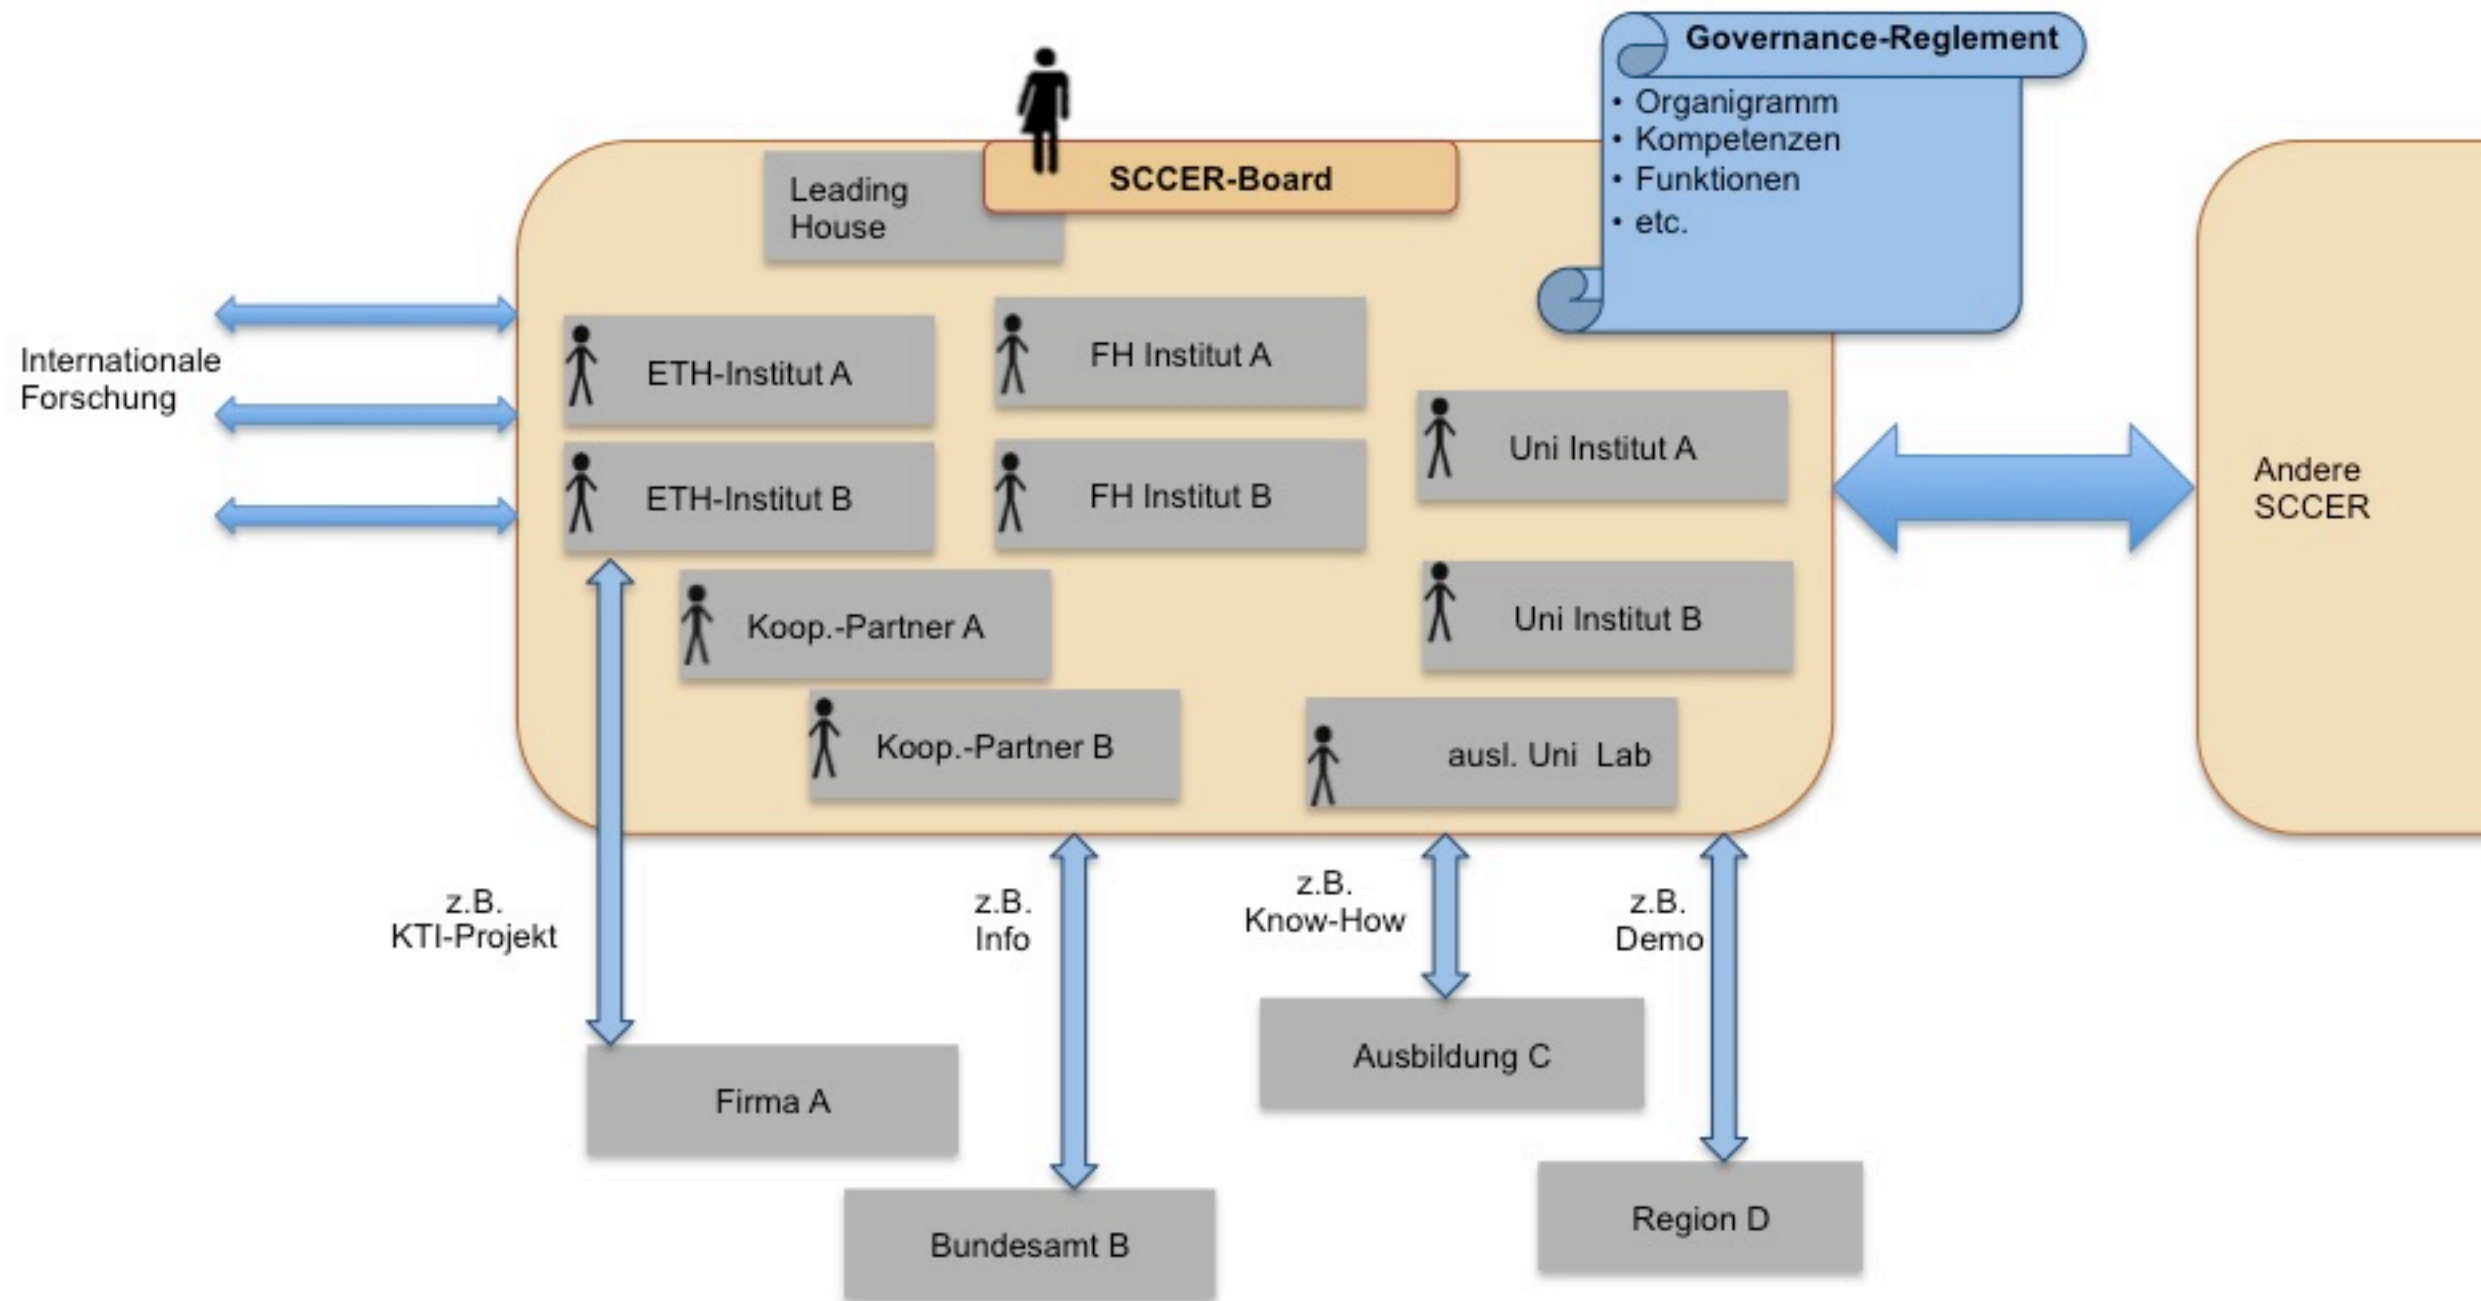 Governance-Reglement
• Organigramm
• Kompetenzen
• Funktionen
• etc.
SCCER-Board
Leading
House
Internationale
Forschung
ETH-Institut A
FH Institut A
Uni Institut A
ETH-Institut B
FH Institut B
Andere
SCCER
Koop.-Partner A
Uni Institut B
Koop.-Partner B
ausl. Uni Lab
z.B.
KTI-Projekt
z.B.
Info
z.B.
Know-How
z.B.
Demo
Firma A
Bundesamt B
Ausbildung C
Region D